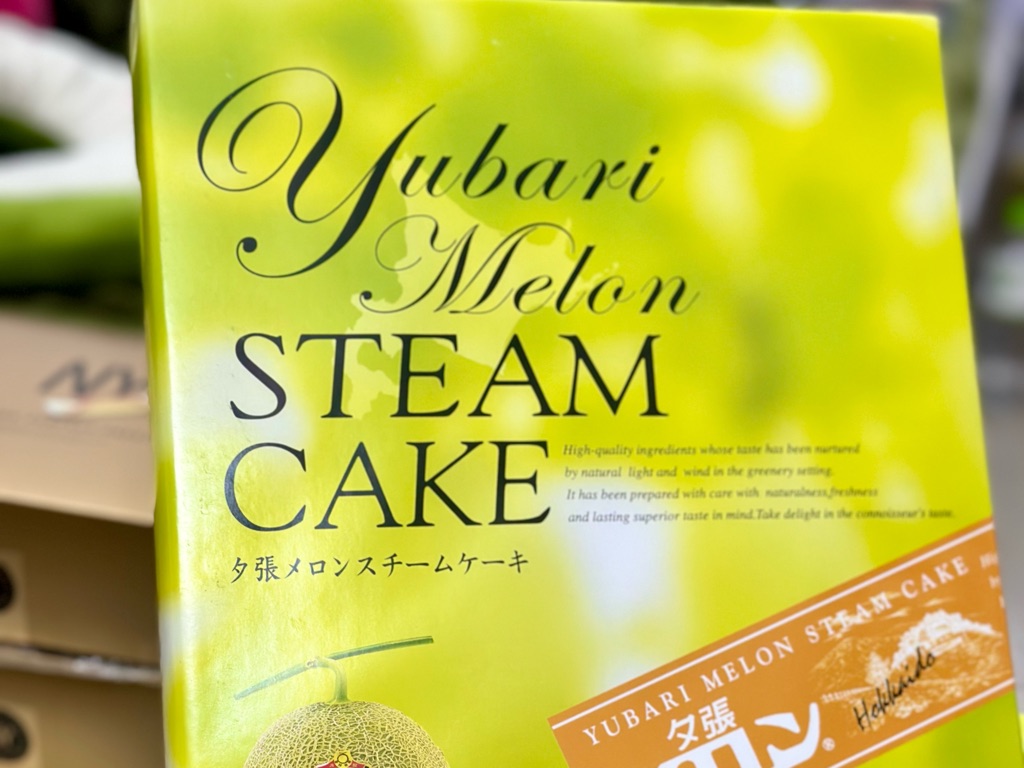 Yubari
Melon
STEAM
CAKE
High-quality ingredients whose taste has been nurtured
by natural light and wind in the greenery setting.
It has been prepared with care with naturalness,freshness
and lasting superior taste in mind.Take delight in the connoisseur's taste.
夕張メロンスチームケーキ
YUBARI MELON STEAM CAKE
夕張
ロン®
Hokkaido